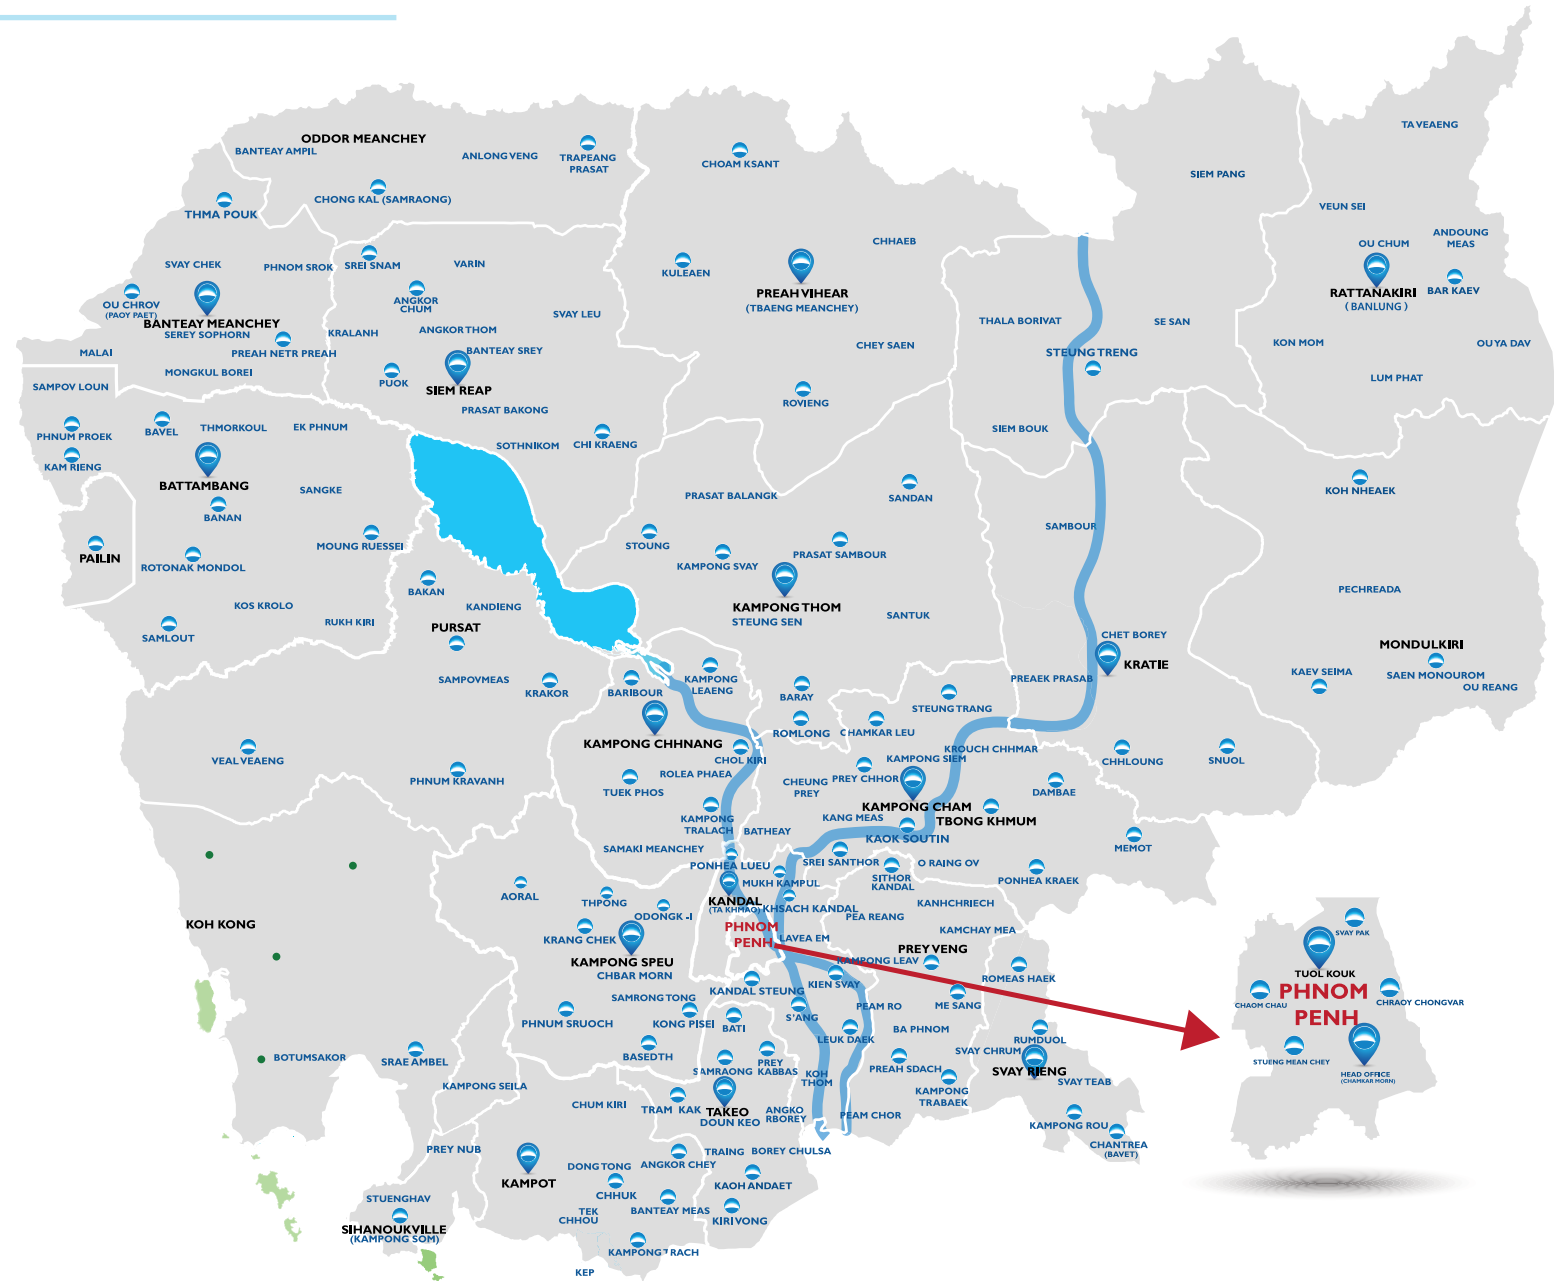 ODDOR MEANCHEY
BANTEAY AMPIL
ANLONG VENG
TRAPEANG
PRASAT
CHONG KAL (SAMRAONG)
THMA POUK
SVAY CHEK
PHNOM SROK
OU CHROV
(PAOY PAET)
BANTEAY MEANCHEY
SEREY SOPHORN
PREAH NETR PREAH
MALAI
MONGKUL BOREI
SREI SNAM
VARIN
ANGKOR
CHUM
SVAY LEU
KRALANH
ANGKOR THOM
BANTEAY SREY
PUOK
SIEM REAP
PRASAT BAKONG
SOTHNIKOM
CHI KRAENG
CHOAM KSANT
CHHAEB
KULEAEN
PREAH VIHEAR
(TBAENG MEANCHEY)
CHEY SAEN
ROVIENG
THALA BORIVAT
STEUNG TRENG
SIEM BOUK
SIEM PANG
SE SAN
TA VEAENG
VEUN SEI
ANDOUNG
MEAS
OU CHUM
RATTANAKIRI
( BANLUNG )
BAR KAEV
KON MOM
OU YA DAV
LUM PHAT
SAMPOV LOUN
PHNUM PROEK
BAVEL
THMORKOUL
EK PHNUM
KAM RIENG
BATTAMBANG
SANGKE
BANAN
PAILIN
MOUNG RUESSEI
ROTONAK MONDOL
KOS KROLO
RUKH KIRI
SAMLOUT
BAKAN
KANDIENG
PURSAT
SAMPOVMEAS
KRAKOR
VEAL VEAENG
PHNUM KRAVANH
PRASAT BALANGK
SANDAN
STOUNG
KAMPONG SVAY
PRASAT SAMBOUR
KAMPONG THOM
STEUNG SEN
SANTUK
BARAY
SAMBOUR
CHET BOREY
KRATIE
PREAEK PRASAB
CHHLOUNG
SNUOL
KOH NHEAEK
PECHREADA
MONDULKIRI
KAEV SEIMA
SAEN MONOUROM
OU REANG
BARIBOUR
KAMPONG
LEAENG
KAMPONG CHHNANG
CHOL KIRI
ROLEA PHAEA
TUEK PHOS
KAMPONG
TRALACH
SAMAKI MEANCHEY
ROMLONG
CHAMKAR LEU
STEUNG TRANG
KROUCH CHHMAR
KAMPONG SIEM
CHEUNG
PREY
PREY CHHOR
KAMPONG CHAM
KANG MEAS
BATHEAY
KAOK SOUTIN
TBONG KHMUM
DAMBAE
MEMOT
SREI SANTHOR
O RAING OV
PONHEA KRAEK
SITHOR
KANDAL
PONHEA LUEU
MUKH KAMPUL
KANDAL
(TA KHMAO)
KHSACH KANDAL
PHNOM
PENH
LAVEA EM
PEA REANG
KANHCHRIECH
KAMCHAY MEA
PREY VENG
KAMPONG LEAV
ROMEAS HAEK
KIEN SVAY
KANDAL STEUNG
S'ANG
LEUK DAEK
KOH
THOM
PEAM RO
ME SANG
BA PHNOM
PREAH SDACH
KAMPONG
TRABAEK
PEAM CHOR
RUMDUOL
SVAY CHRUM
SVAY RIENG
SVAY TEAB
KAMPONG ROU
CHANTREA
(BAVET)
AORAL
THPONG
ODONGK -I
KRANG CHEK
KAMPONG SPEU
CHBAR MORN
SAMRONG TONG
PHNUM SRUOCH
KONG PISEI
BASEDTH
BATI
SAMRAONG
PREY
KABBAS
TRAM KAK
TAKEO
DOUN KEO
ANGKO
RBOREY
TRAING
BOREY CHULSA
KAOH ANDAET
KIRIVONG
KOH KONG
BOTUMSAKOR
SRAE AMBEL
KAMPONG SEILA
PREY NUB
STUENGHAV
SIHANOUKVILLE
(KAMPONG SOM)
CHUM KIRI
KAMPOT
DONG TONG
ANGKOR CHEY
CHHUK
TEK
CHHOU
BANTEAY MEAS
KAMPONG TRACH
KEP
SVAY PAK
TUOL KOUK
CHAOM CHAU
PHNOM
PENH
CHRAOY CHONGVAR
STUENG MEAN CHEY
HEAD OFFICE
(CHAMKAR MORN)